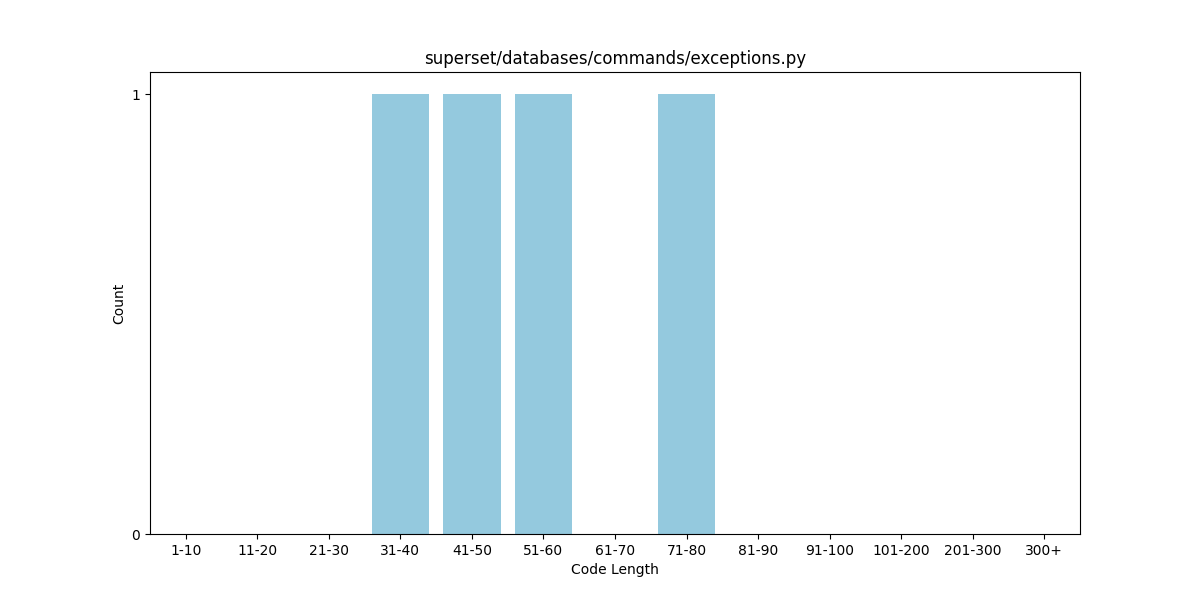 superset/databases/commands/exceptions.py
1
Count
0
1-10 11-20 21-30 31-40 41-50 51-60 61-70 71-80 81-90 91-100 101-200 201-300 300+
Code Length